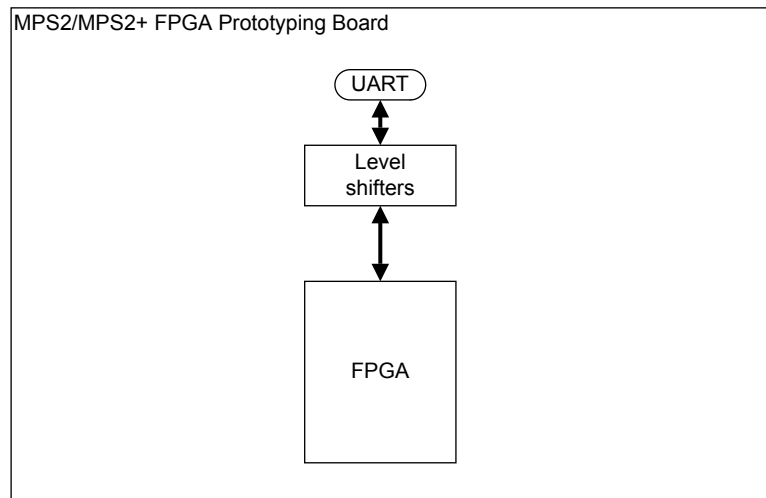 MPS2/MPS2+ FPGA Prototyping Board
UART
Level
shifters
FPGA